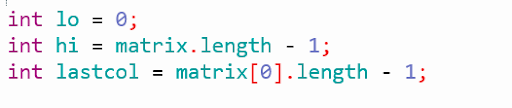 int lo = 0;
int hi = matrix.length - 1;
int lastcol = matrix[0].length - 1;